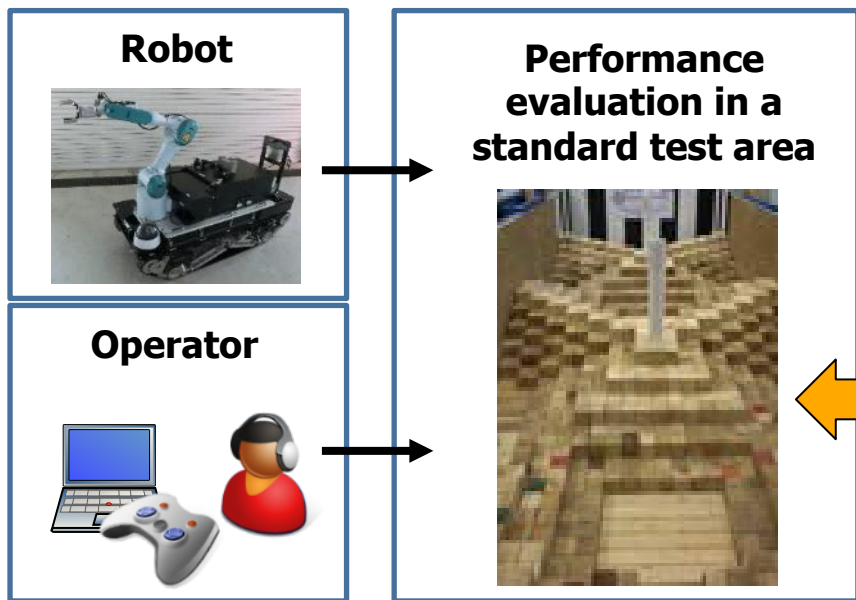 Robot
Performance
evaluation in a
standard test area
Operator